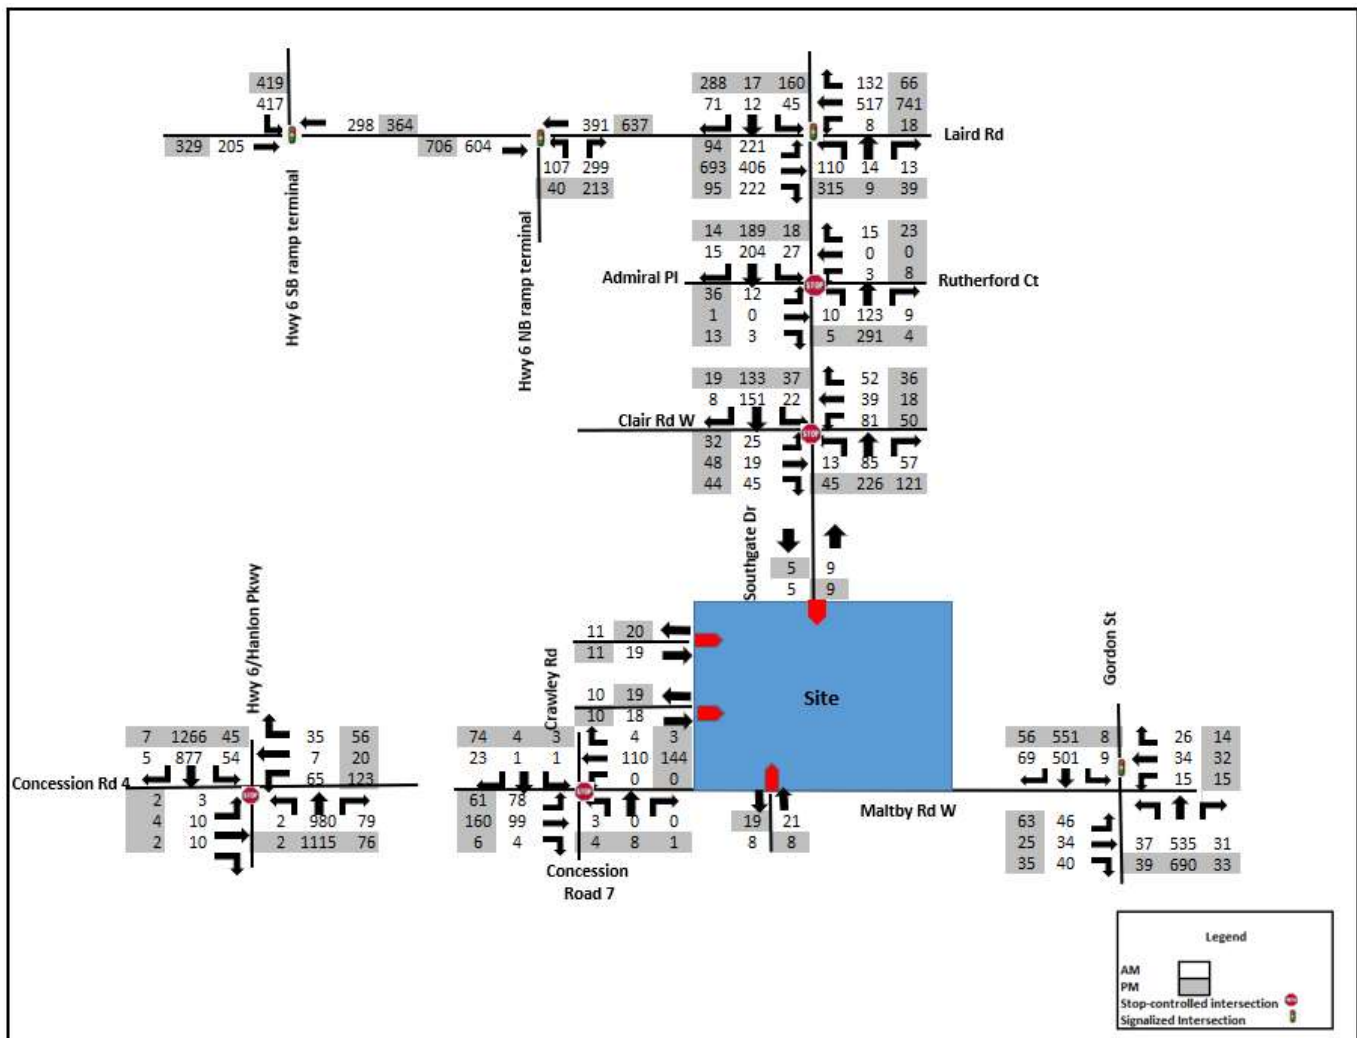 419
417
298 364
329 205
Hwy 6 SB ramp terminal
391 637
706 604
107 299
40 213
Hwy 6 NB ramp terminal
288 17 160 132 66
71 12 45 517 741
8 18
Laird Rd
94 221
693 406 110 14 13
95 222 315 9 39
14 189 18 15 23
15 204 27 0 0
3 8
Admiral Pl
Rutherford Ct
36 12
1 0 10 123 9
13 3 5 291 4
19 133 37 52 36
8 151 22 39 18
81 50
Clair Rd W
32 25
48 19 13 85 57
44 45 45 226 121
Southgate Dr
5 9
5 9
11 20
11 19
10 19
10 18
Crawley Rd
Site
Hwy 6/Hanlon Pkwy
7 1266 45 35 56
5 877 54 7 20
65 123
Concession Rd 4
2 3
4 10 2 980 79
2 10 2 1115 76
74 4 3 4 3
23 1 1 110 144
0 0
STOP
STOP
STOP
STOP
61 78
160 99 3 0 0
6 4 4 8 1
Concession
Road 7
19 21
8 8
Maltby Rd W
Gordon St
56 551 8 26 14
69 501 9 34 32
15 15
63 46
25 34 37 535 31
35 40 39 690 33
Legend
AM
PM
Stop-controlled intersection
Signalized Intersection